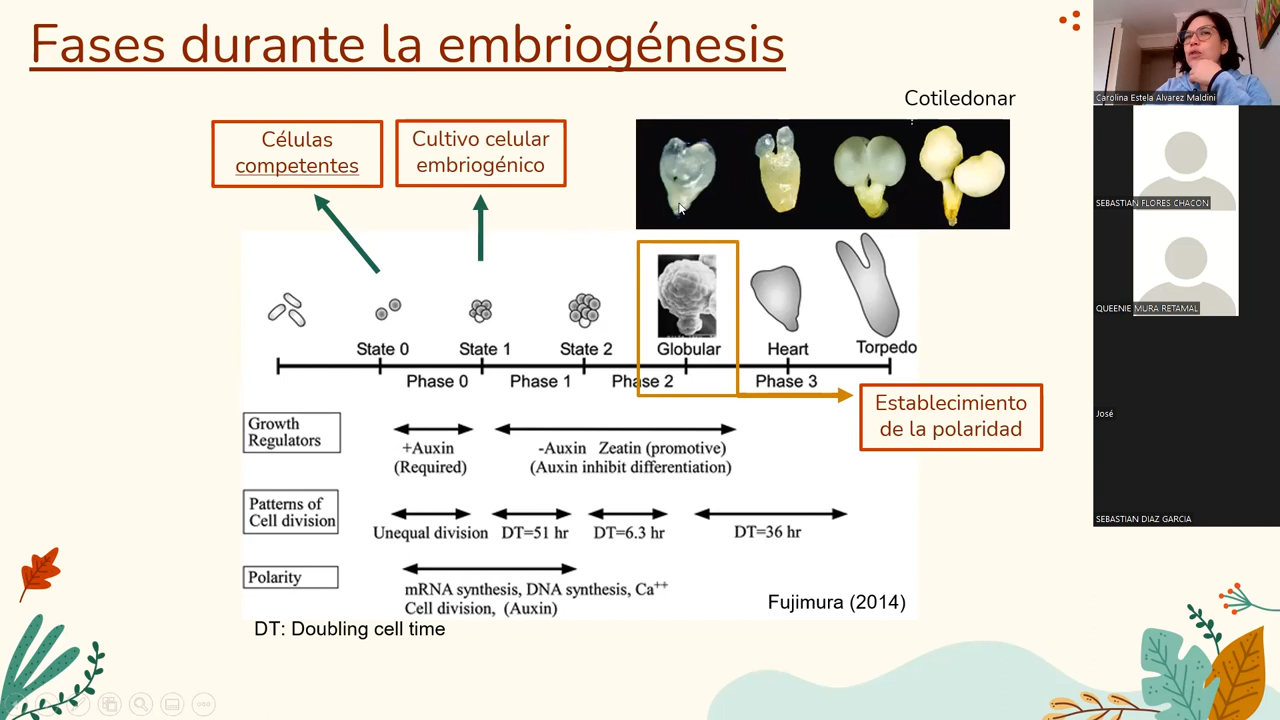 Fases durante la embriogénesis
Cotiledonar
Células
competentes
Cultivo celular
embriogénico
State 0
State 1
State 2
Globular
Heart
Torpedo
Phase 0
Phase 1
Phase 2
Phase 3
Establecimiento
de la polaridad
Growth
Regulators
+Auxin
(Required)
-Auxin Zeatin (promotive)
(Auxin inhibit differentiation)
Patterns of
Cell division
Unequal division
DT=51 hr
DT=6.3 hr
DT=36 hr
Polarity
mRNA synthesis, DNA synthesis, Ca++
Cell division, (Auxin)
Fujimura (2014)
DT: Doubling cell time
Carolina Estela Alvarez Maldini
SEBASTIAN FLORES CHACON
QUEENIE MURA RETAMAL
José
SEBASTIAN DIAZ GARCIA